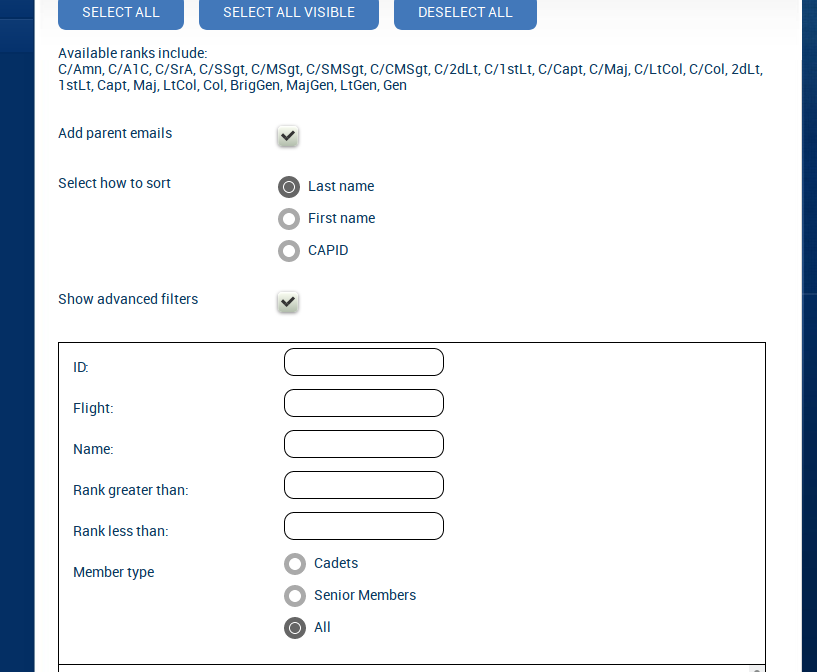 SELECT ALL
SELECT ALL VISIBLE
DESELECT ALL
Available ranks include:
C/Amn, C/A1C, C/SrA, C/SSgt, C/MSgt, C/SMSgt, C/CMSgt, C/2dLt, C/1stLt, C/Capt, C/Maj, C/LtCol, C/Col, 2dLt,
1stLt, Capt, Maj, LtCol, Col, BrigGen, MajGen, LtGen, Gen
Add parent emails
Select how to sort
Last name
First name
CAPID
Show advanced filters
ID:
Flight:
Name:
Rank greater than:
Rank less than:
Member type
Cadets
Senior Members
All